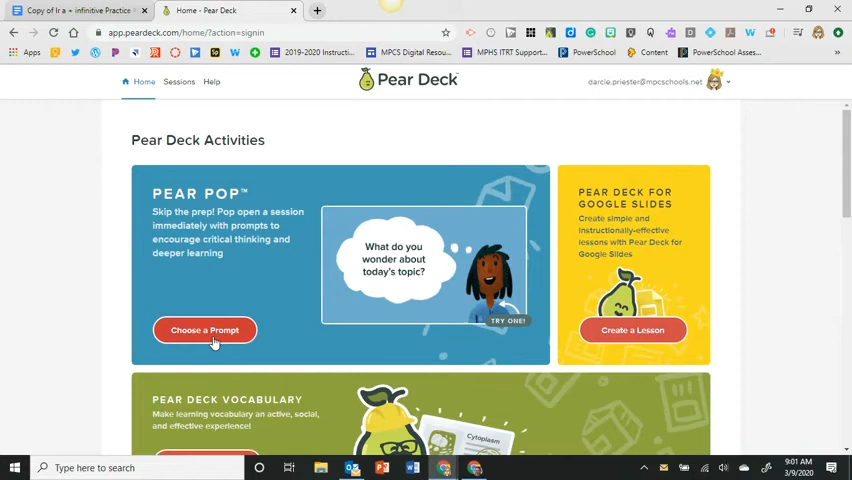 Copy of Ir a + infinitive Practice
Home - Pear Deck
app.peardeck.com/home/?action=signin
Apps
2019-2020 Instructi...
MPCS Digital Resou...
MPHS ITRT Support...
PowerSchool
Content
PowerSchool Asses...
Home
Sessions
Help
Pear Deck
darcie.priester@mpcschools.net
Pear Deck Activities
PEAR POP™
Skip the prep! Pop open a session
immediately with prompts to
encourage critical thinking and
deeper learning
What do you
wonder about
today's topic?
TRY ONE!
Choose a Prompt
PEAR DECK FOR
GOOGLE SLIDES
Create simple and
instructionally-effective
lessons with Pear Deck for
Google Slides
Create a Lesson
PEAR DECK VOCABULARY
Make learning vocabulary an active, social,
and effective experience!
Cytoplasm
Type here to search
9:01 AM
3/9/2020